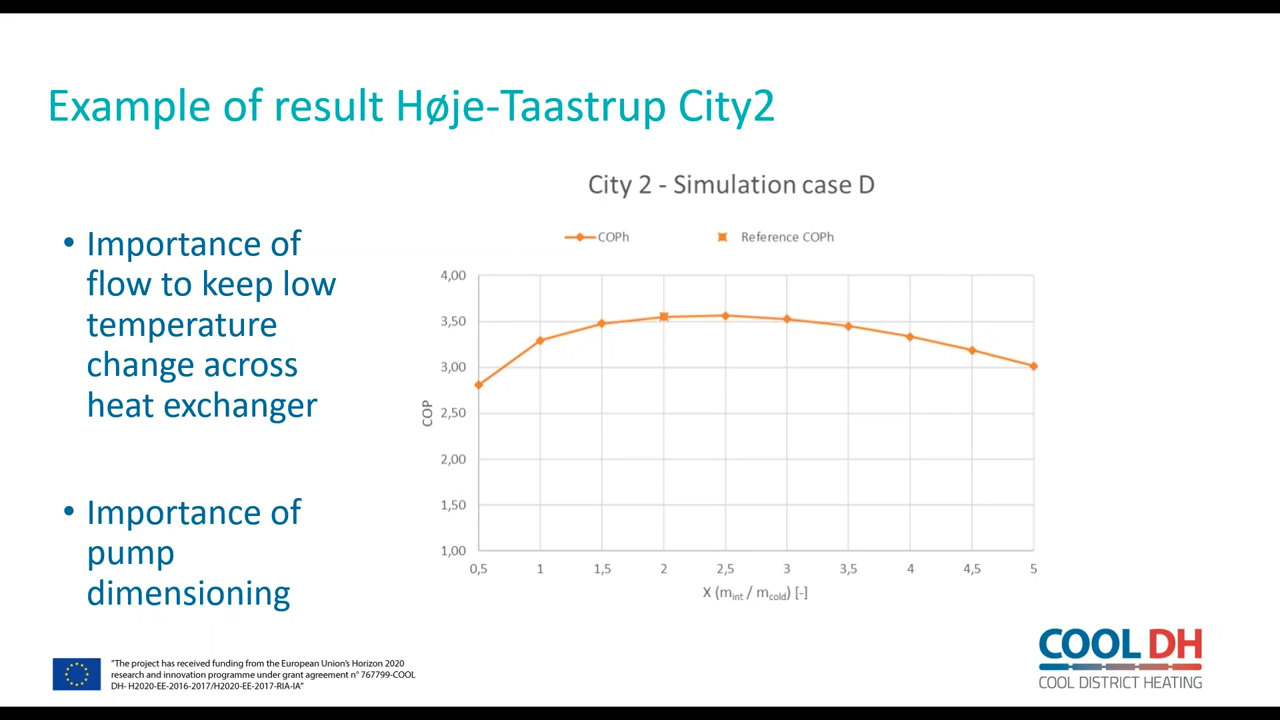 Example of result Høje-Taastrup City2
• Importance of
flow to keep low
temperature
change across
heat exchanger
• Importance of
pump
dimensioning
City 2 - Simulation case D
COPh
Reference COPh
4,00
3,50
3,00
2,50
2,00
1,50
1,00
COP
0,5 1 1,5 2 2,5 3 3,5 4 4,5 5
X (mint / mcold) [-]
"The project has received funding from the European Union's Horizon 2020
research and innovation programme under grant agreement n° 767799-COOL
DH- H2020-EE-2016-2017/H2020-EE-2017-RIA-IA"
COOL DH
COOL DISTRICT HEATING